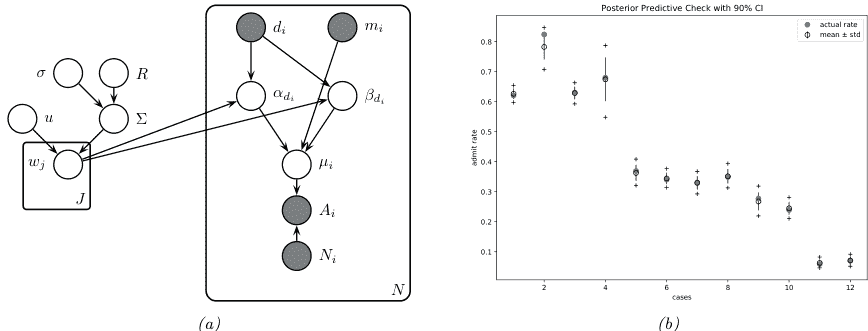 d_i
m_i
σ
R
α_{d_i}
β_{d_i}
u
Σ
w_j
μ_i
J
A_i
N_i
N
(a)
Posterior Predictive Check with 90% CI
actual rate
mean ± std
admit rate
0.8
0.7
0.6
0.5
0.4
0.3
0.2
0.1
2
4
6
8
10
12
cases
(b)